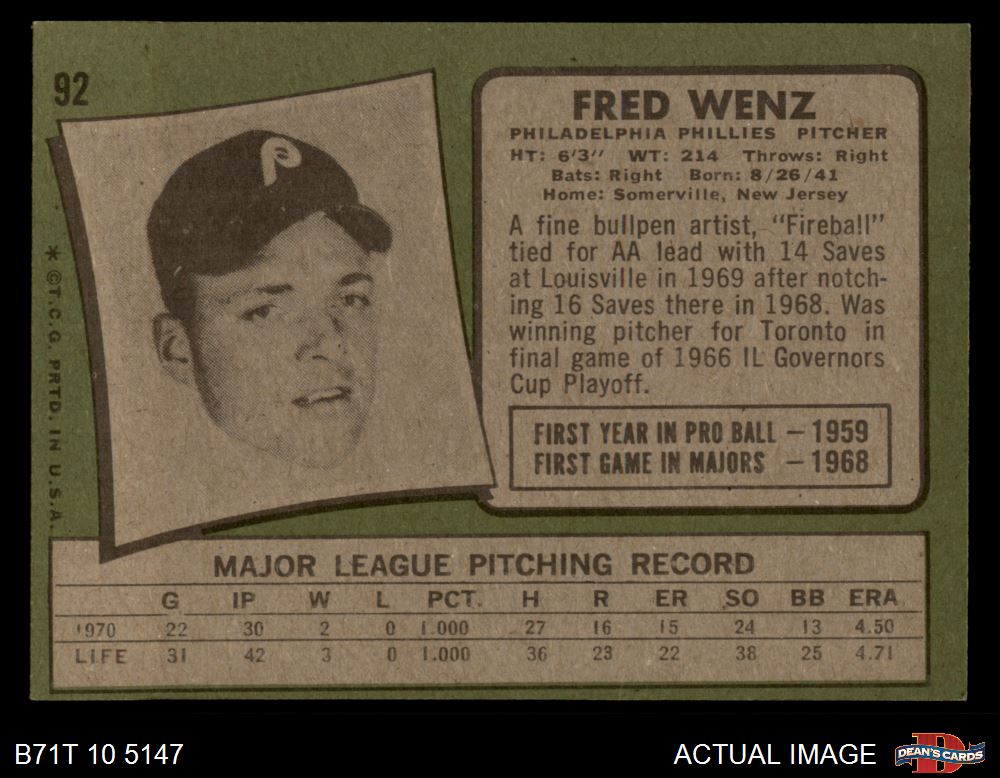 92
P
FRED WENZ
PHILADELPHIA PHILLIES PITCHER
HT: 6'3" WT: 214 Throws: Right
Bats: Right Born: 8/26/41
Home: Somerville, New Jersey
A fine bullpen artist, "Fireball"
tied for AA lead with 14 Saves
at Louisville in 1969 after notch-
ing 16 Saves there in 1968. Was
winning pitcher for Toronto in
final game of 1966 IL Governors
Cup Playoff.
FIRST YEAR IN PRO BALL – 1959
FIRST GAME IN MAJORS – 1968
* ©T.C.G. PRTD. IN U.S.A.
MAJOR LEAGUE PITCHING RECORD
G IP W L PCT. H R ER SO BB ERA
1970 22 30 2 0 1.000 27 16 15 24 13 4.50
LIFE 31 42 3 0 1.000 36 23 22 38 25 4.71
B71T 10 5147
ACTUAL IMAGE
D
DEAN'S CARDS